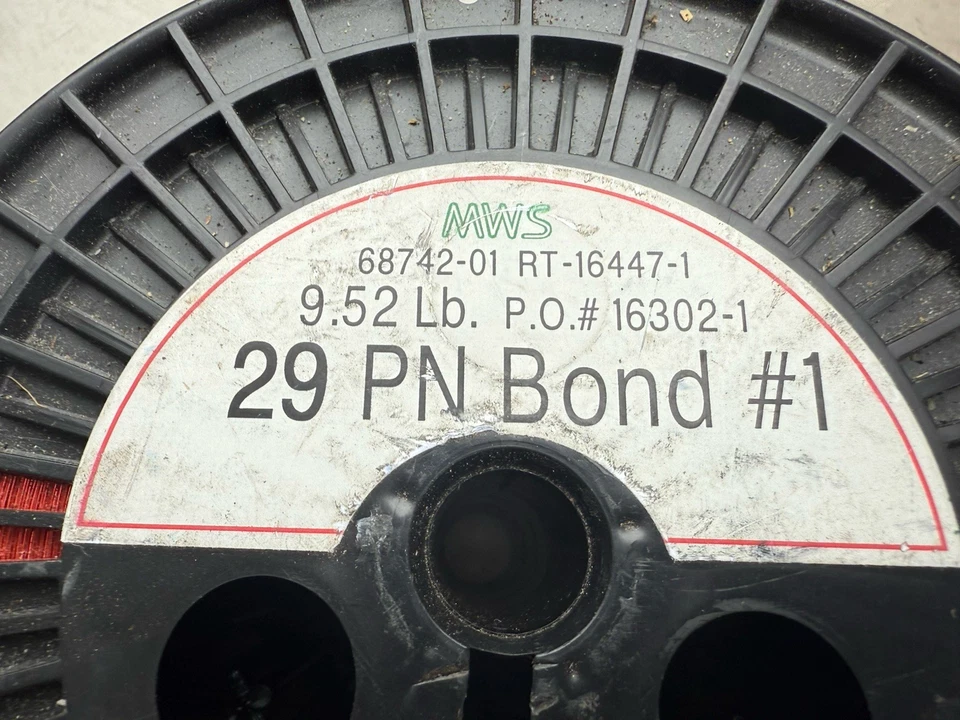 MWS
68742-01 RT-16447-1
9.52 Lb. P.O.# 16302-1
29 PN Bond #1